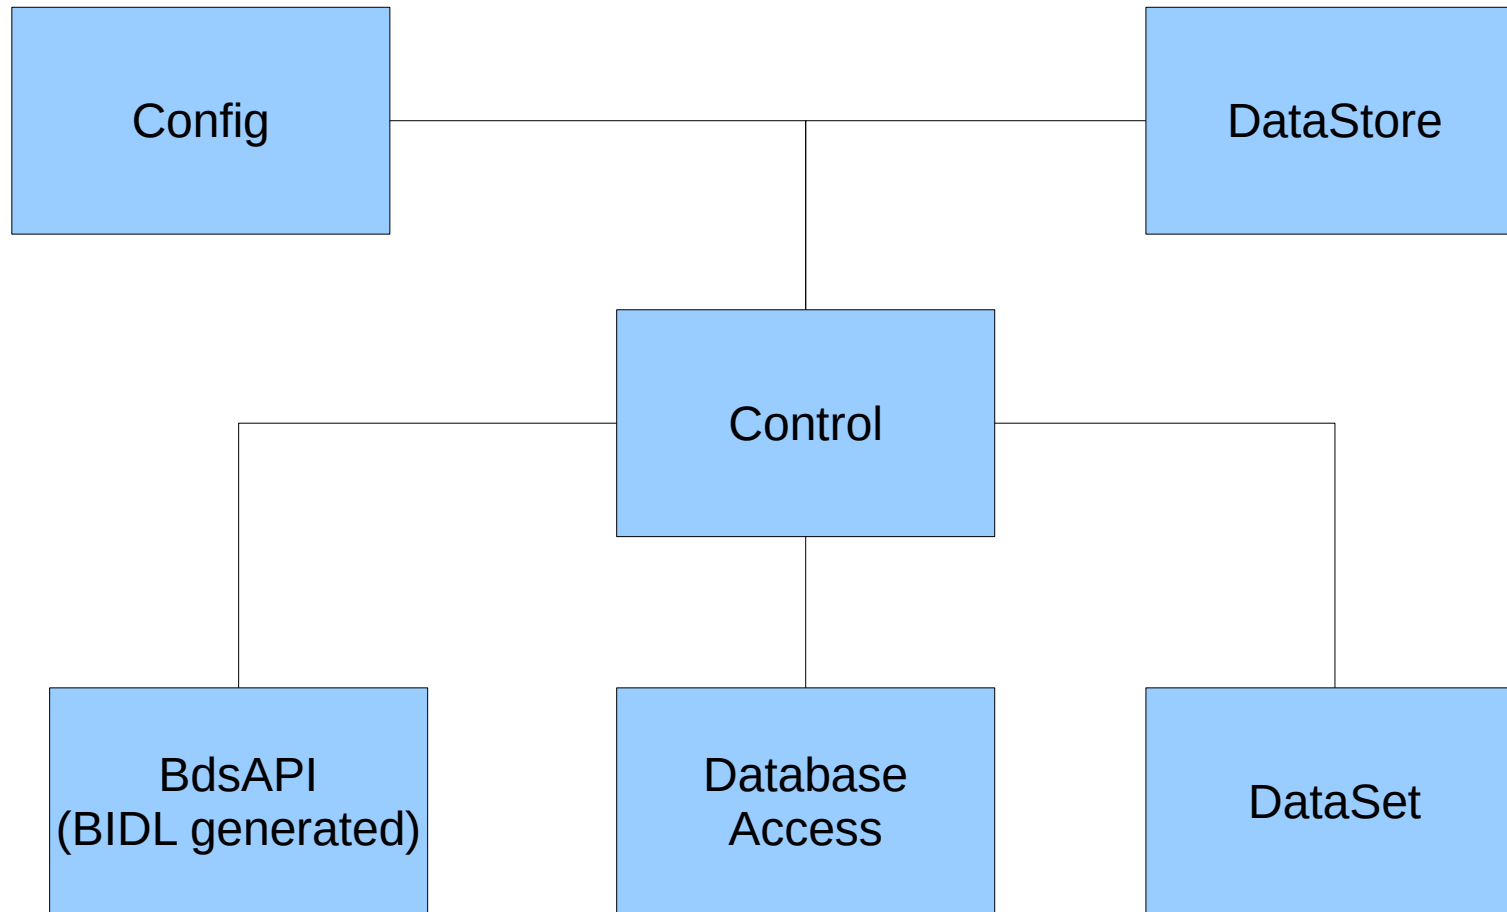 Config
DataStore
Control
BdsAPI
(BIDL generated)
Database
Access
DataSet